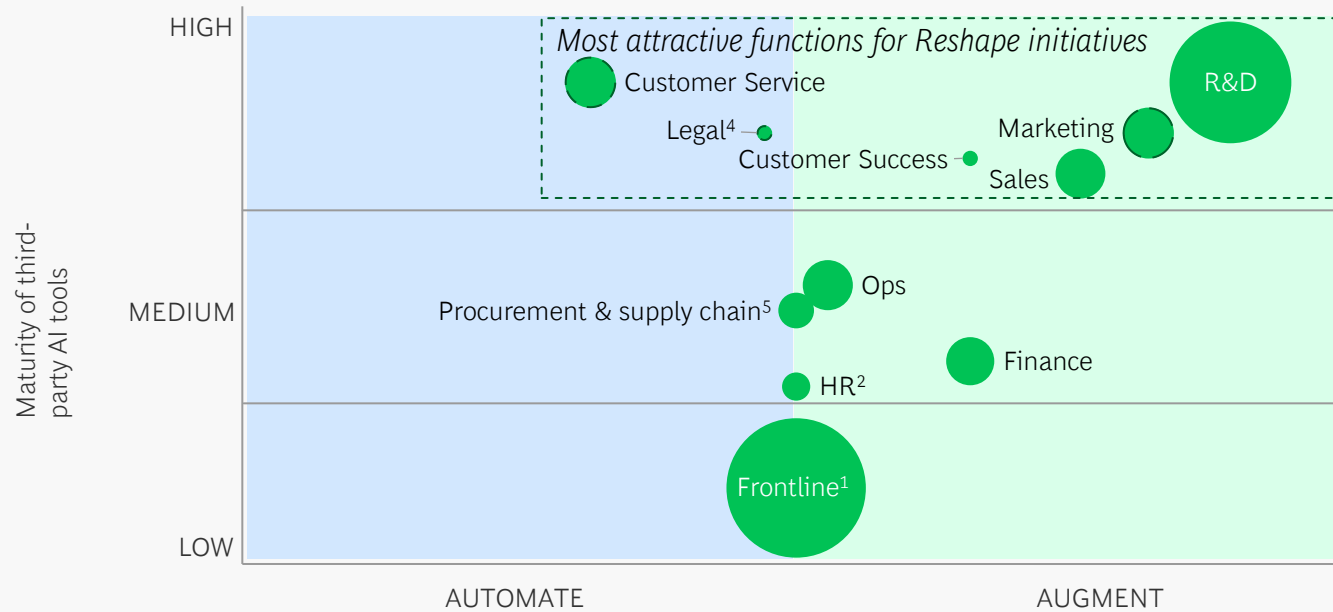 HIGH
Most attractive functions for Reshape initiatives
Customer Service
R&D
Legal⁴
Marketing
Customer Success
Sales
Maturity of third-
party AI tools
MEDIUM
Ops
Procurement & supply chain⁵
Finance
HR²
Frontline¹
LOW
AUTOMATE
AUGMENT